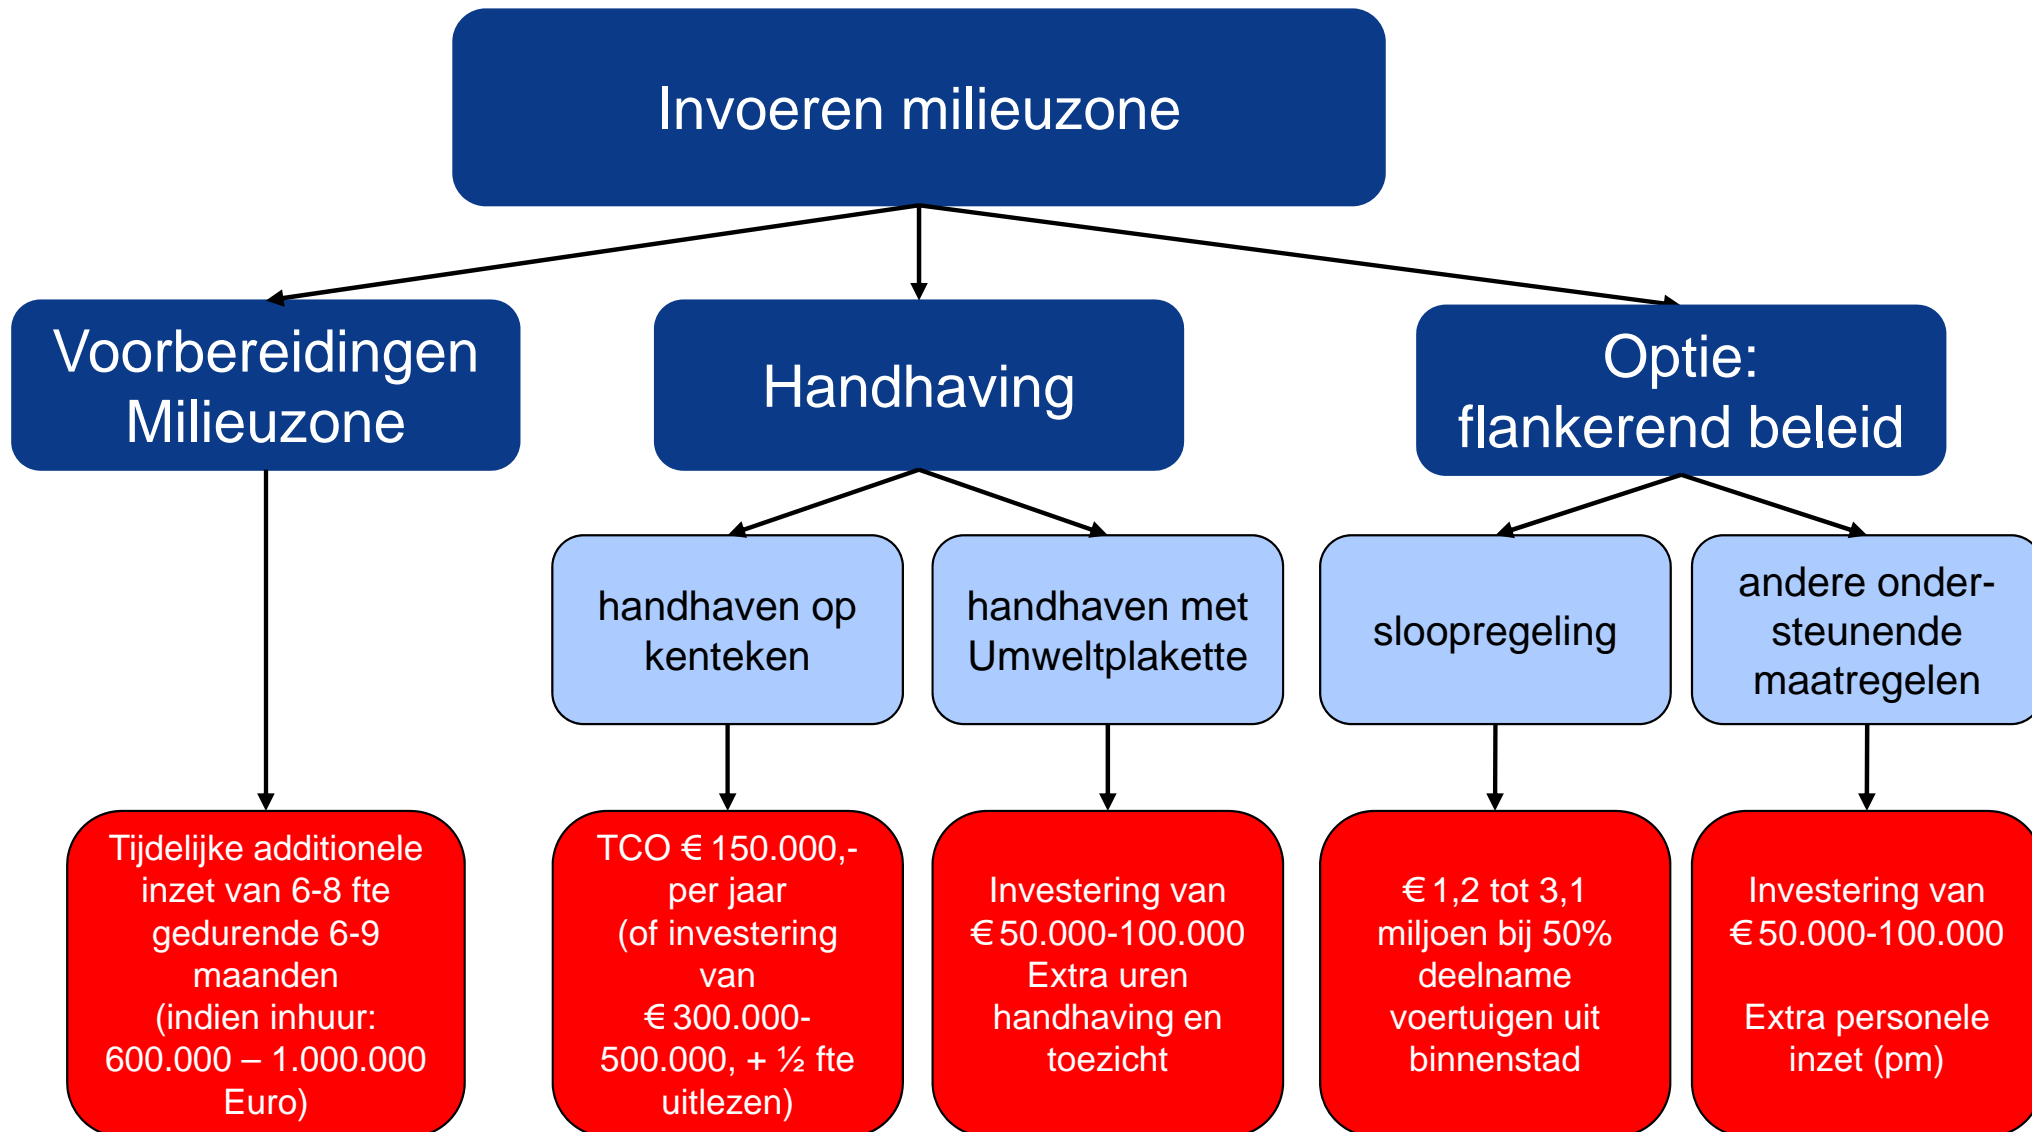 Invoeren milieuzone
Voorbereidingen
Milieuzone
Handhaving
Optie:
flankerend beleid
handhaven op
kenteken
handhaven met
Umweltplakette
sloopregeling
andere onder-
steunende
maatregelen
Tijdelijke additionele
inzet van 6-8 fte
gedurende 6-9
maanden
(indien inhuur:
600.000 – 1.000.000
Euro)
TCO € 150.000,-
per jaar
(of investering
van
€ 300.000-
500.000, + ½ fte
uitlezen)
Investering van
€ 50.000-100.000
Extra uren
handhaving en
toezicht
€ 1,2 tot 3,1
miljoen bij 50%
deelname
voertuigen uit
binnenstad
Investering van
€ 50.000-100.000
Extra personele
inzet (pm)